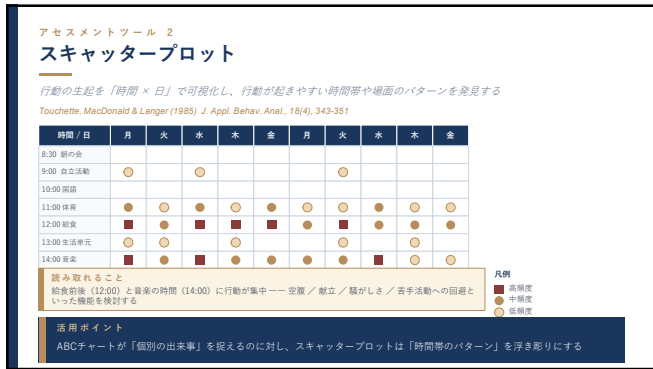 アセスメントツール 2
スキャッタープロット
行動の生起を「時間 × 日」で可視化し、行動が起きやすい時間帯や場面のパターンを発見する
Touchette, MacDonald & Langer (1985) J. Appl. Behav. Anal., 18(4), 343-351
時間 / 日 月 火 水 木 金 月 火 水 木 金
8:30 朝の会
9:00 自立活動
10:00 国語
11:00 体育
12:00 給食
13:00 生活単元
14:00 音楽
読み取れること
給食前後（12:00）と音楽の時間（14:00）に行動が集中 ―― 空腹 ／ 献立 ／ 騒がしさ ／ 苦手活動への回避と
いった機能を検討する
凡例
高頻度
中頻度
低頻度
活用ポイント
ABCチャートが「個別の出来事」を捉えるのに対し、スキャッタープロットは「時間帯のパターン」を浮き彫りにする